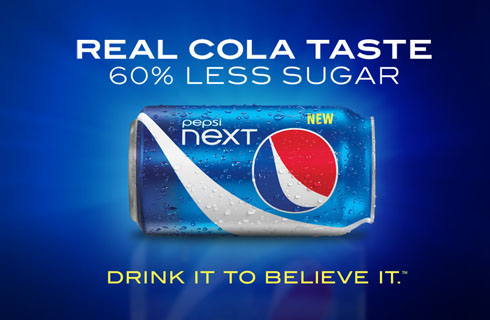 REAL COLA TASTE
60% LESS SUGAR
NEW
pepsi
next
DRINK IT TO BELIEVE IT.™